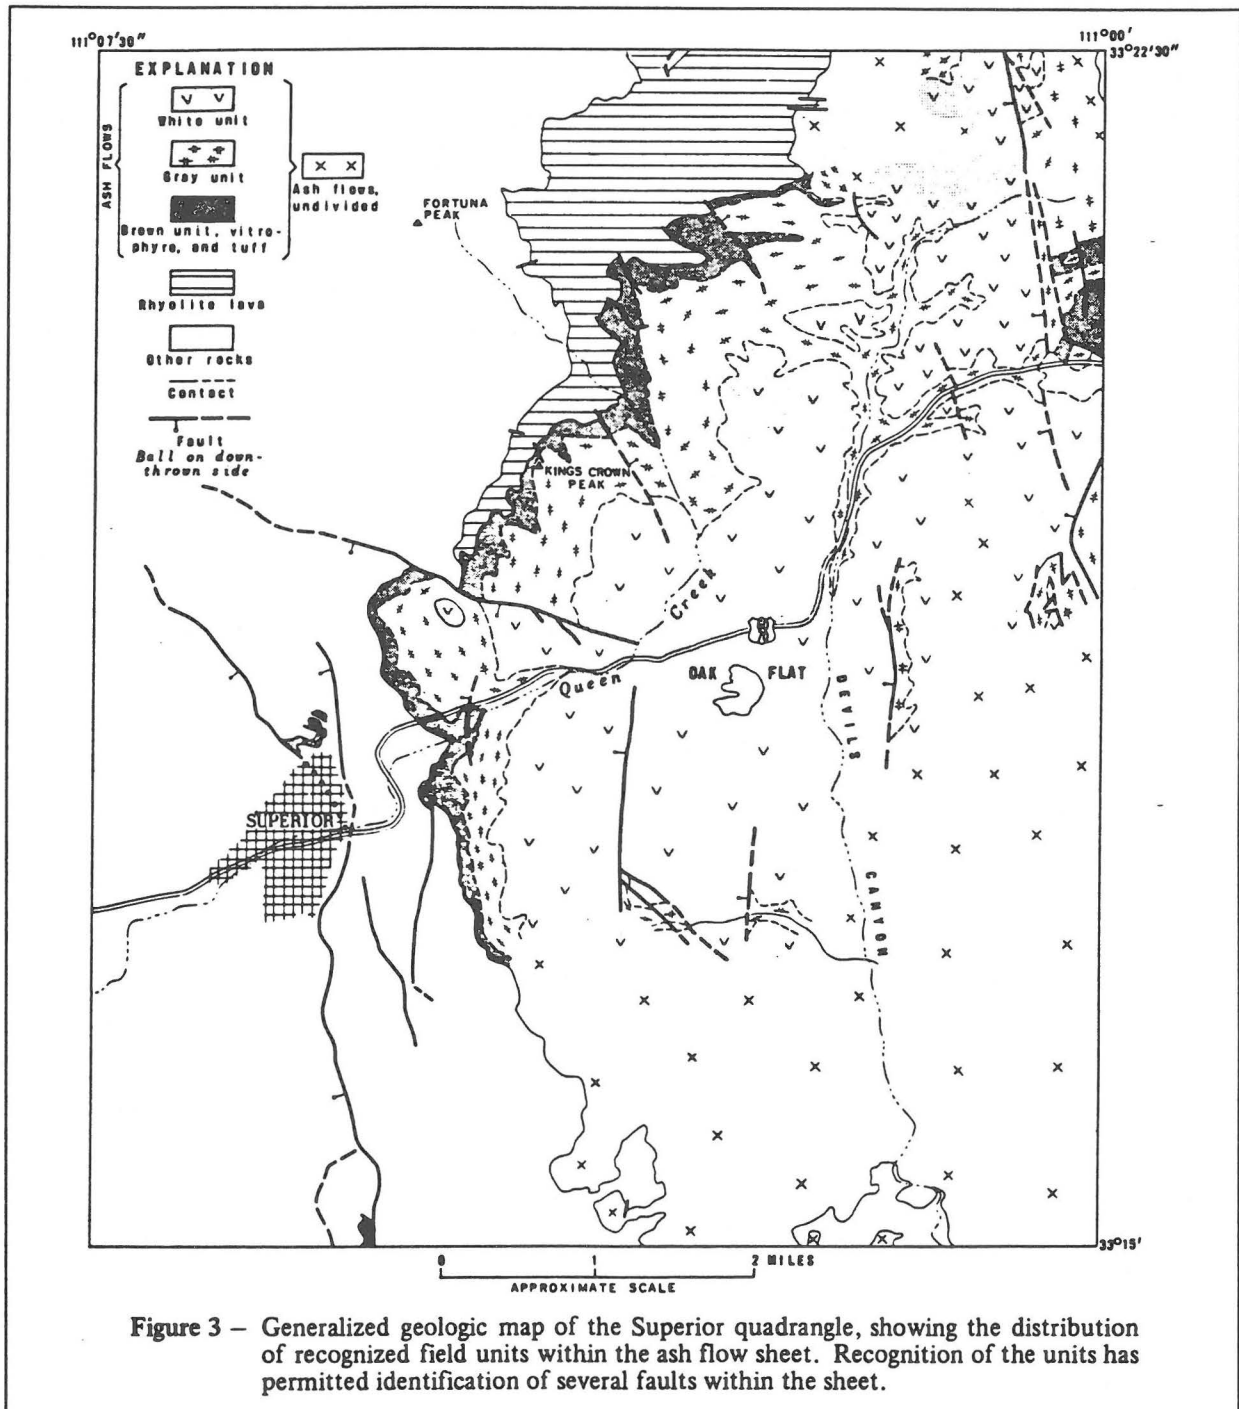 111°07'30"
111°00'
33°22'30"
EXPLANATION
ASH FLOWS
White unit
Gray unit
Brown unit, vitro-
phyre, and tuff
Ash flows,
undivided
Rhyolite lava
Other rocks
Contact
Fault
Ball on down-
thrown side
FORTUNA
PEAK
KINGS CROWN
PEAK
Creek
Queen
OAK FLAT
DEVILS
CANYON
SUPERIOR
33°15'
0 1 2 MILES
APPROXIMATE SCALE
Figure 3 – Generalized geologic map of the Superior quadrangle, showing the distribution
of recognized field units within the ash flow sheet. Recognition of the units has
permitted identification of several faults within the sheet.